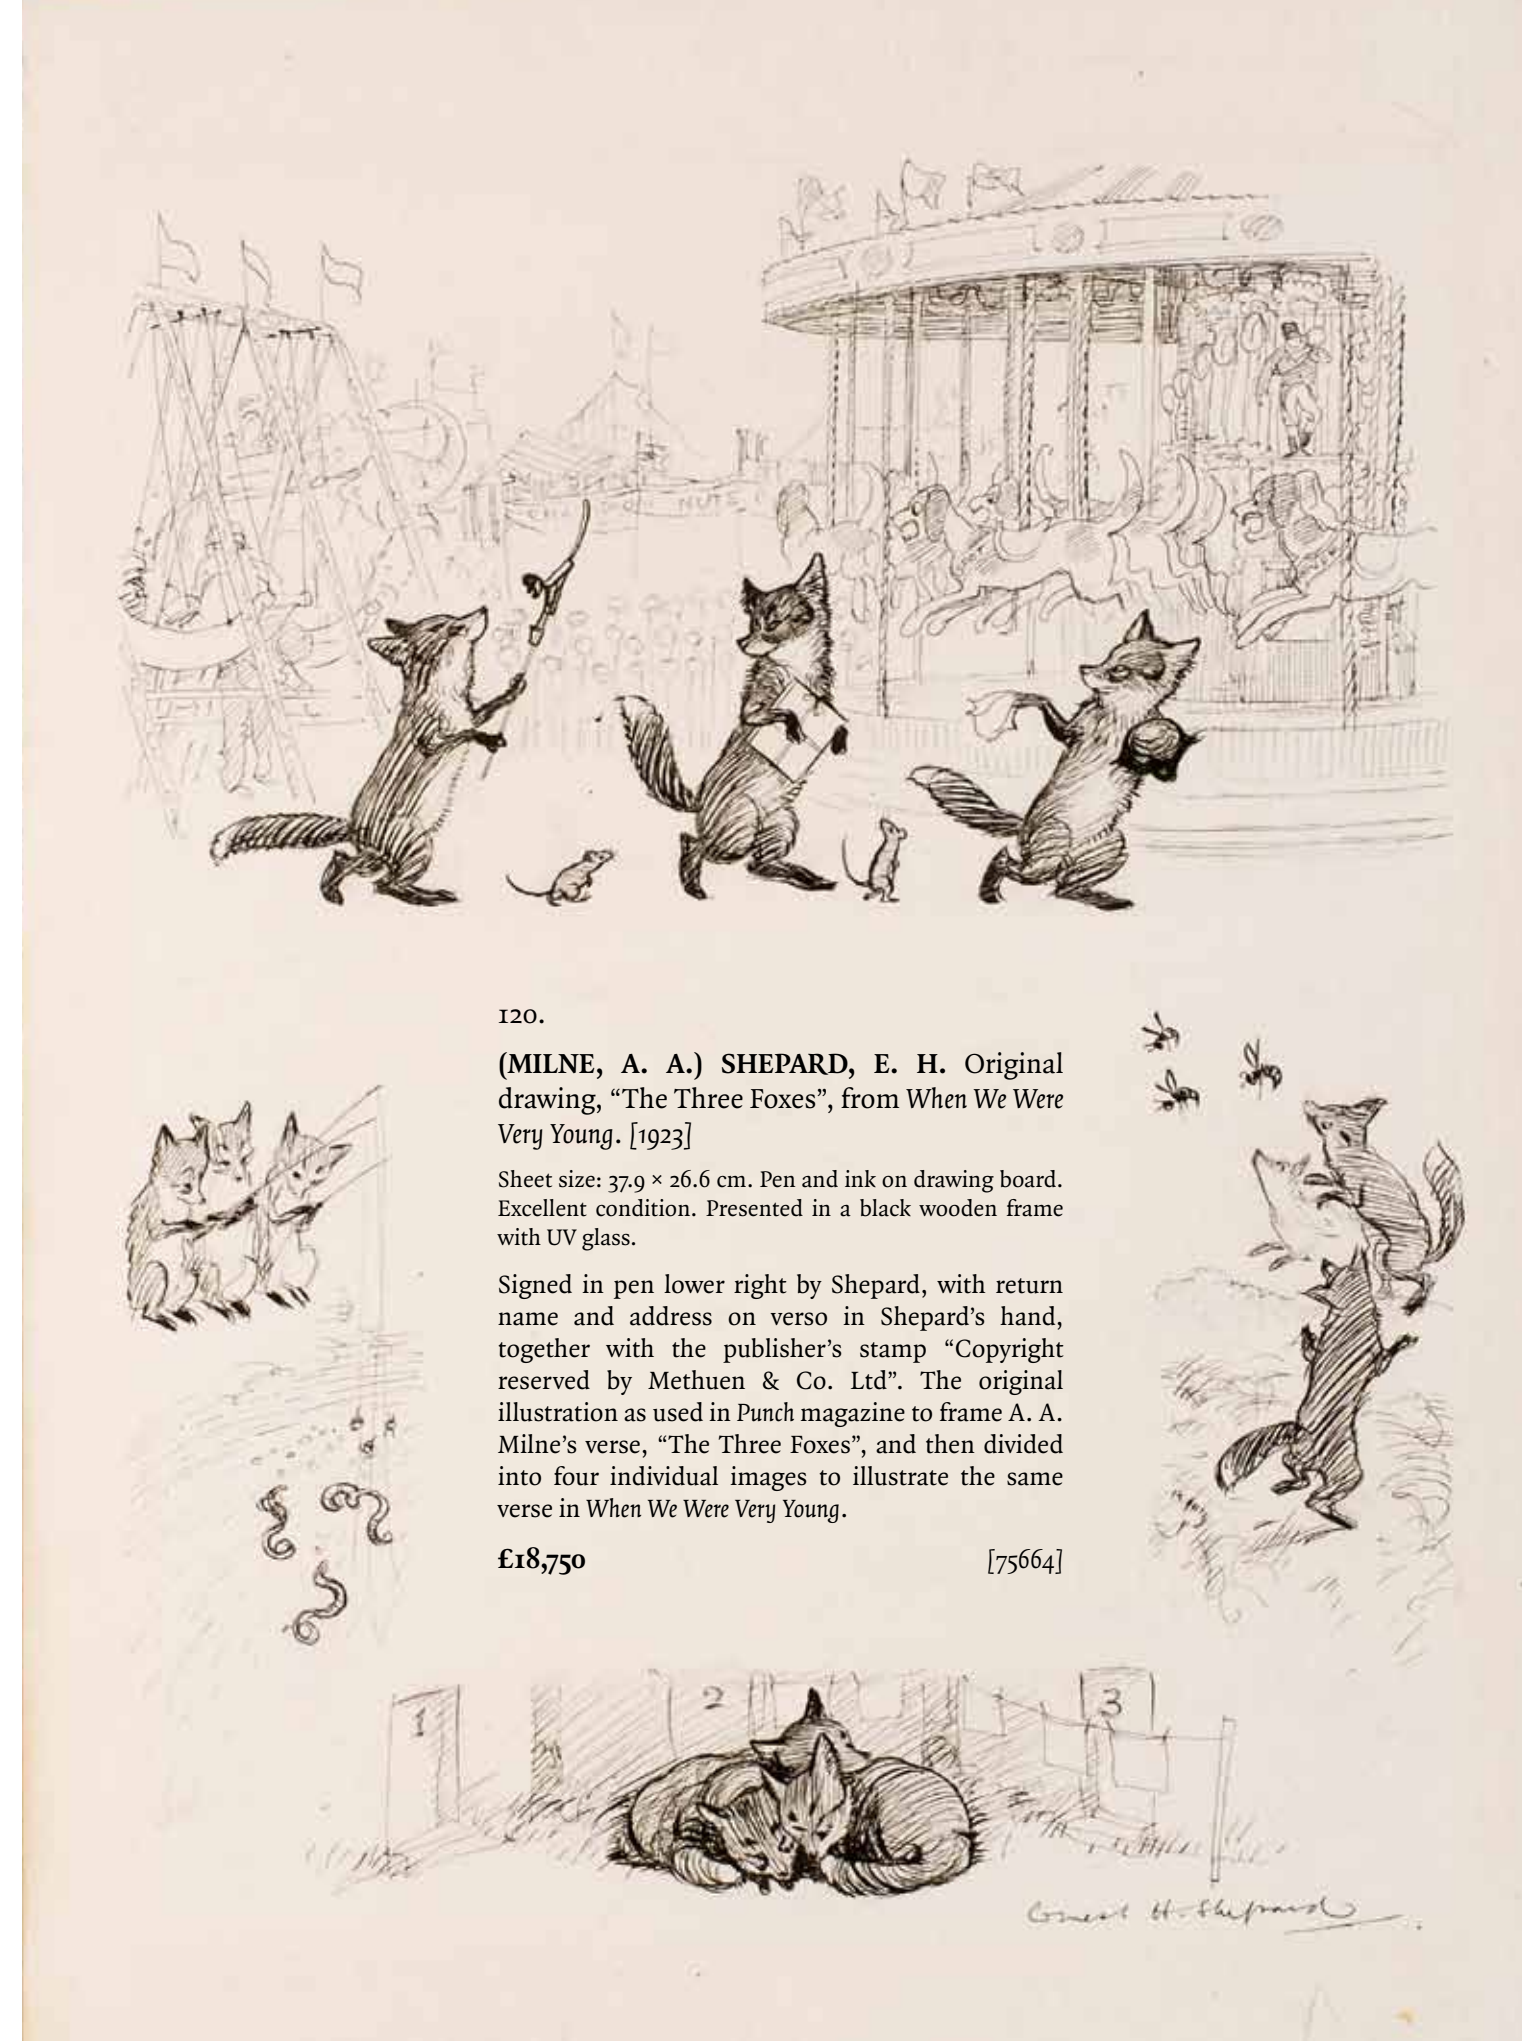 NUTS
120.
(MILNE, A. A.) SHEPARD, E. H. Original
drawing, “The Three Foxes”, from When We Were
Very Young. [1923]
Sheet size: 37.9 × 26.6 cm. Pen and ink on drawing board.
Excellent condition. Presented in a black wooden frame
with UV glass.
Signed in pen lower right by Shepard, with return
name and address on verso in Shepard’s hand,
together with the publisher’s stamp “Copyright
reserved by Methuen & Co. Ltd”. The original
illustration as used in Punch magazine to frame A. A.
Milne’s verse, “The Three Foxes”, and then divided
into four individual images to illustrate the same
verse in When We Were Very Young.
£18,750 [75664]
1 2 3
Ernest H. Shepard